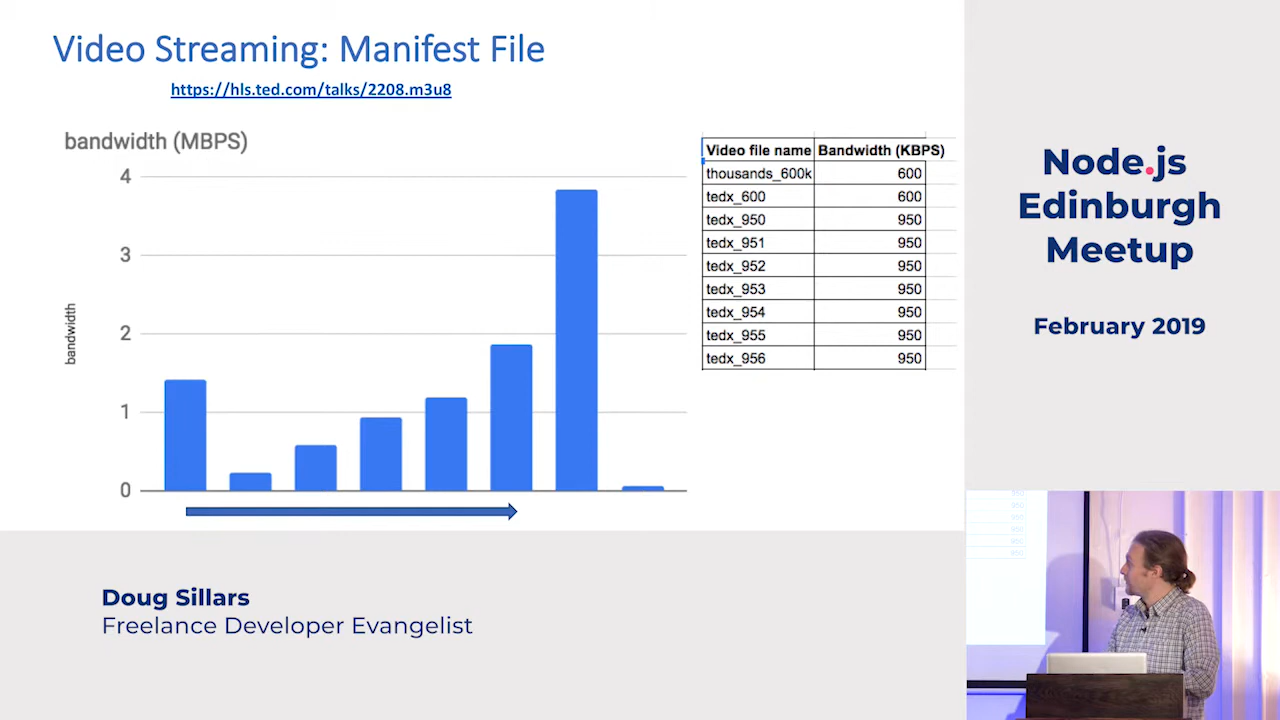 Video Streaming: Manifest File
https://hls.ted.com/talks/2208.m3u8
bandwidth (MBPS)
4
3
2
1
0
bandwidth
Video file name Bandwidth (KBPS)
thousands_600k 600
tedx_600 600
tedx_950 950
tedx_951 950
tedx_952 950
tedx_953 950
tedx_954 950
tedx_955 950
tedx_956 950
Node.js
Edinburgh
Meetup
February 2019
Doug Sillars
Freelance Developer Evangelist